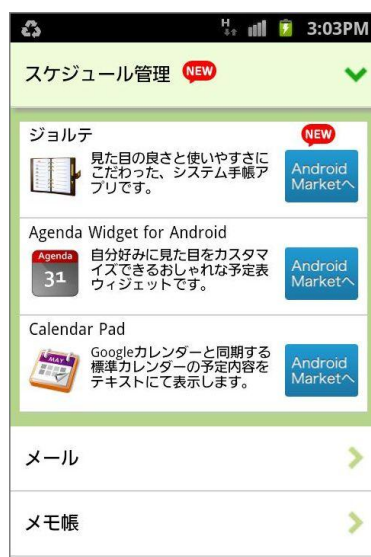 H
3:03PM
スケジュール管理 NEW
ジョルテ
NEW
見た目の良さと使いやすさに
こだわった、システム手帳ア
プリです。
Android
Marketへ
Agenda Widget for Android
Agenda
31
自分好みに見た目をカスタマ
イズできるおしゃれな予定表
ウィジェットです。
Android
Marketへ
Calendar Pad
MAY
Googleカレンダーと同期する
標準カレンダーの予定内容を
テキストにて表示します。
Android
Marketへ
メール
メモ帳